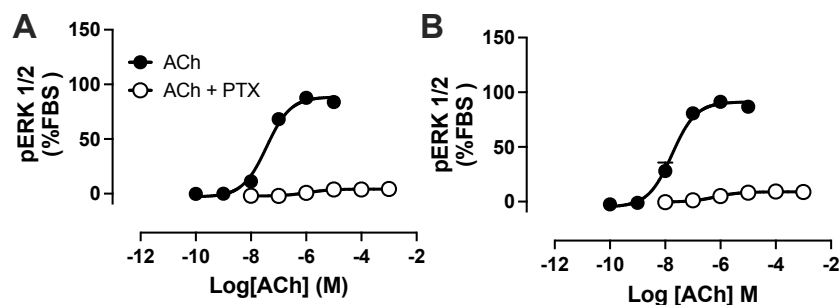 A
B
150
100
50
0
pERK 1/2
(%FBS )
ACh
ACh + PTX
-12
-10
-8
-6
-4
-2
Log[ACh] (M)
150
100
50
0
pERK 1/2
(%FBS)
-12
-10
-8
-6
-4
-2
Log [ACh] M